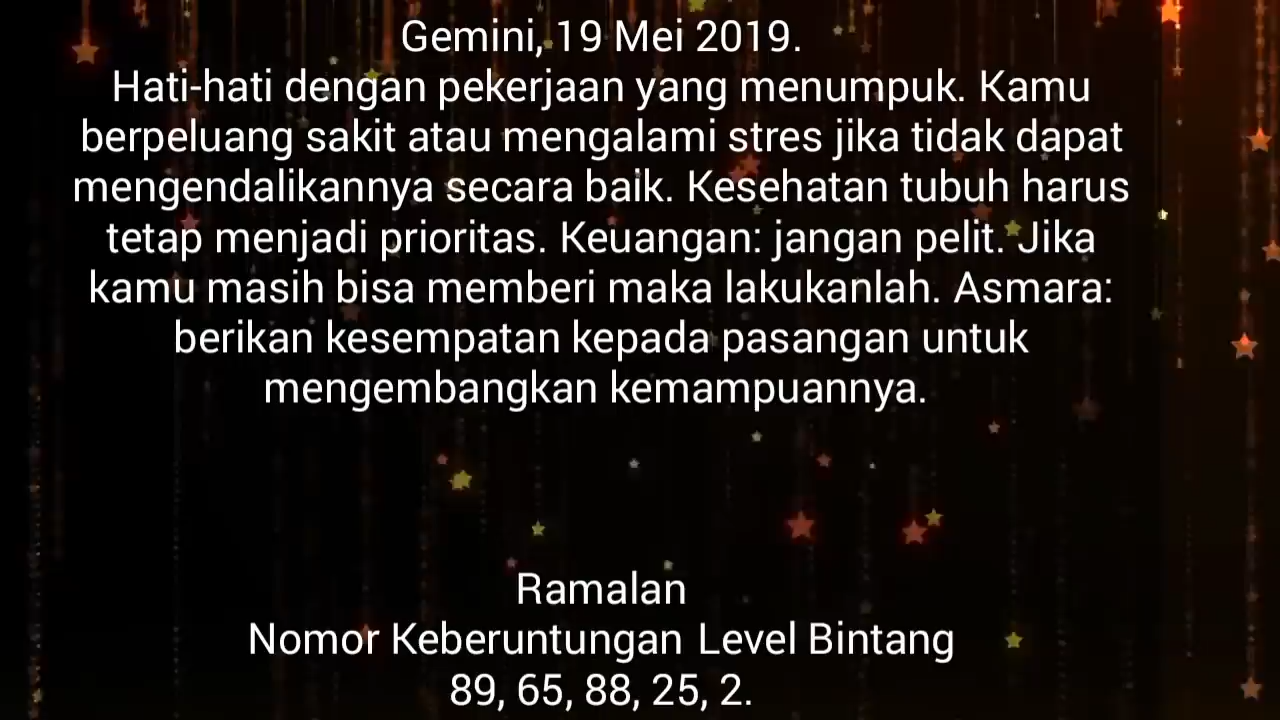 Gemini, 19 Mei 2019.
Hati-hati dengan pekerjaan yang menumpuk. Kamu
berpeluang sakit atau mengalami stres jika tidak dapat
mengendalikannya secara baik. Kesehatan tubuh harus
tetap menjadi prioritas. Keuangan: jangan pelit. Jika
kamu masih bisa memberi maka lakukanlah. Asmara:
berikan kesempatan kepada pasangan untuk
mengembangkan kemampuannya.
Ramalan
Nomor Keberuntungan Level Bintang
89, 65, 88, 25, 2.